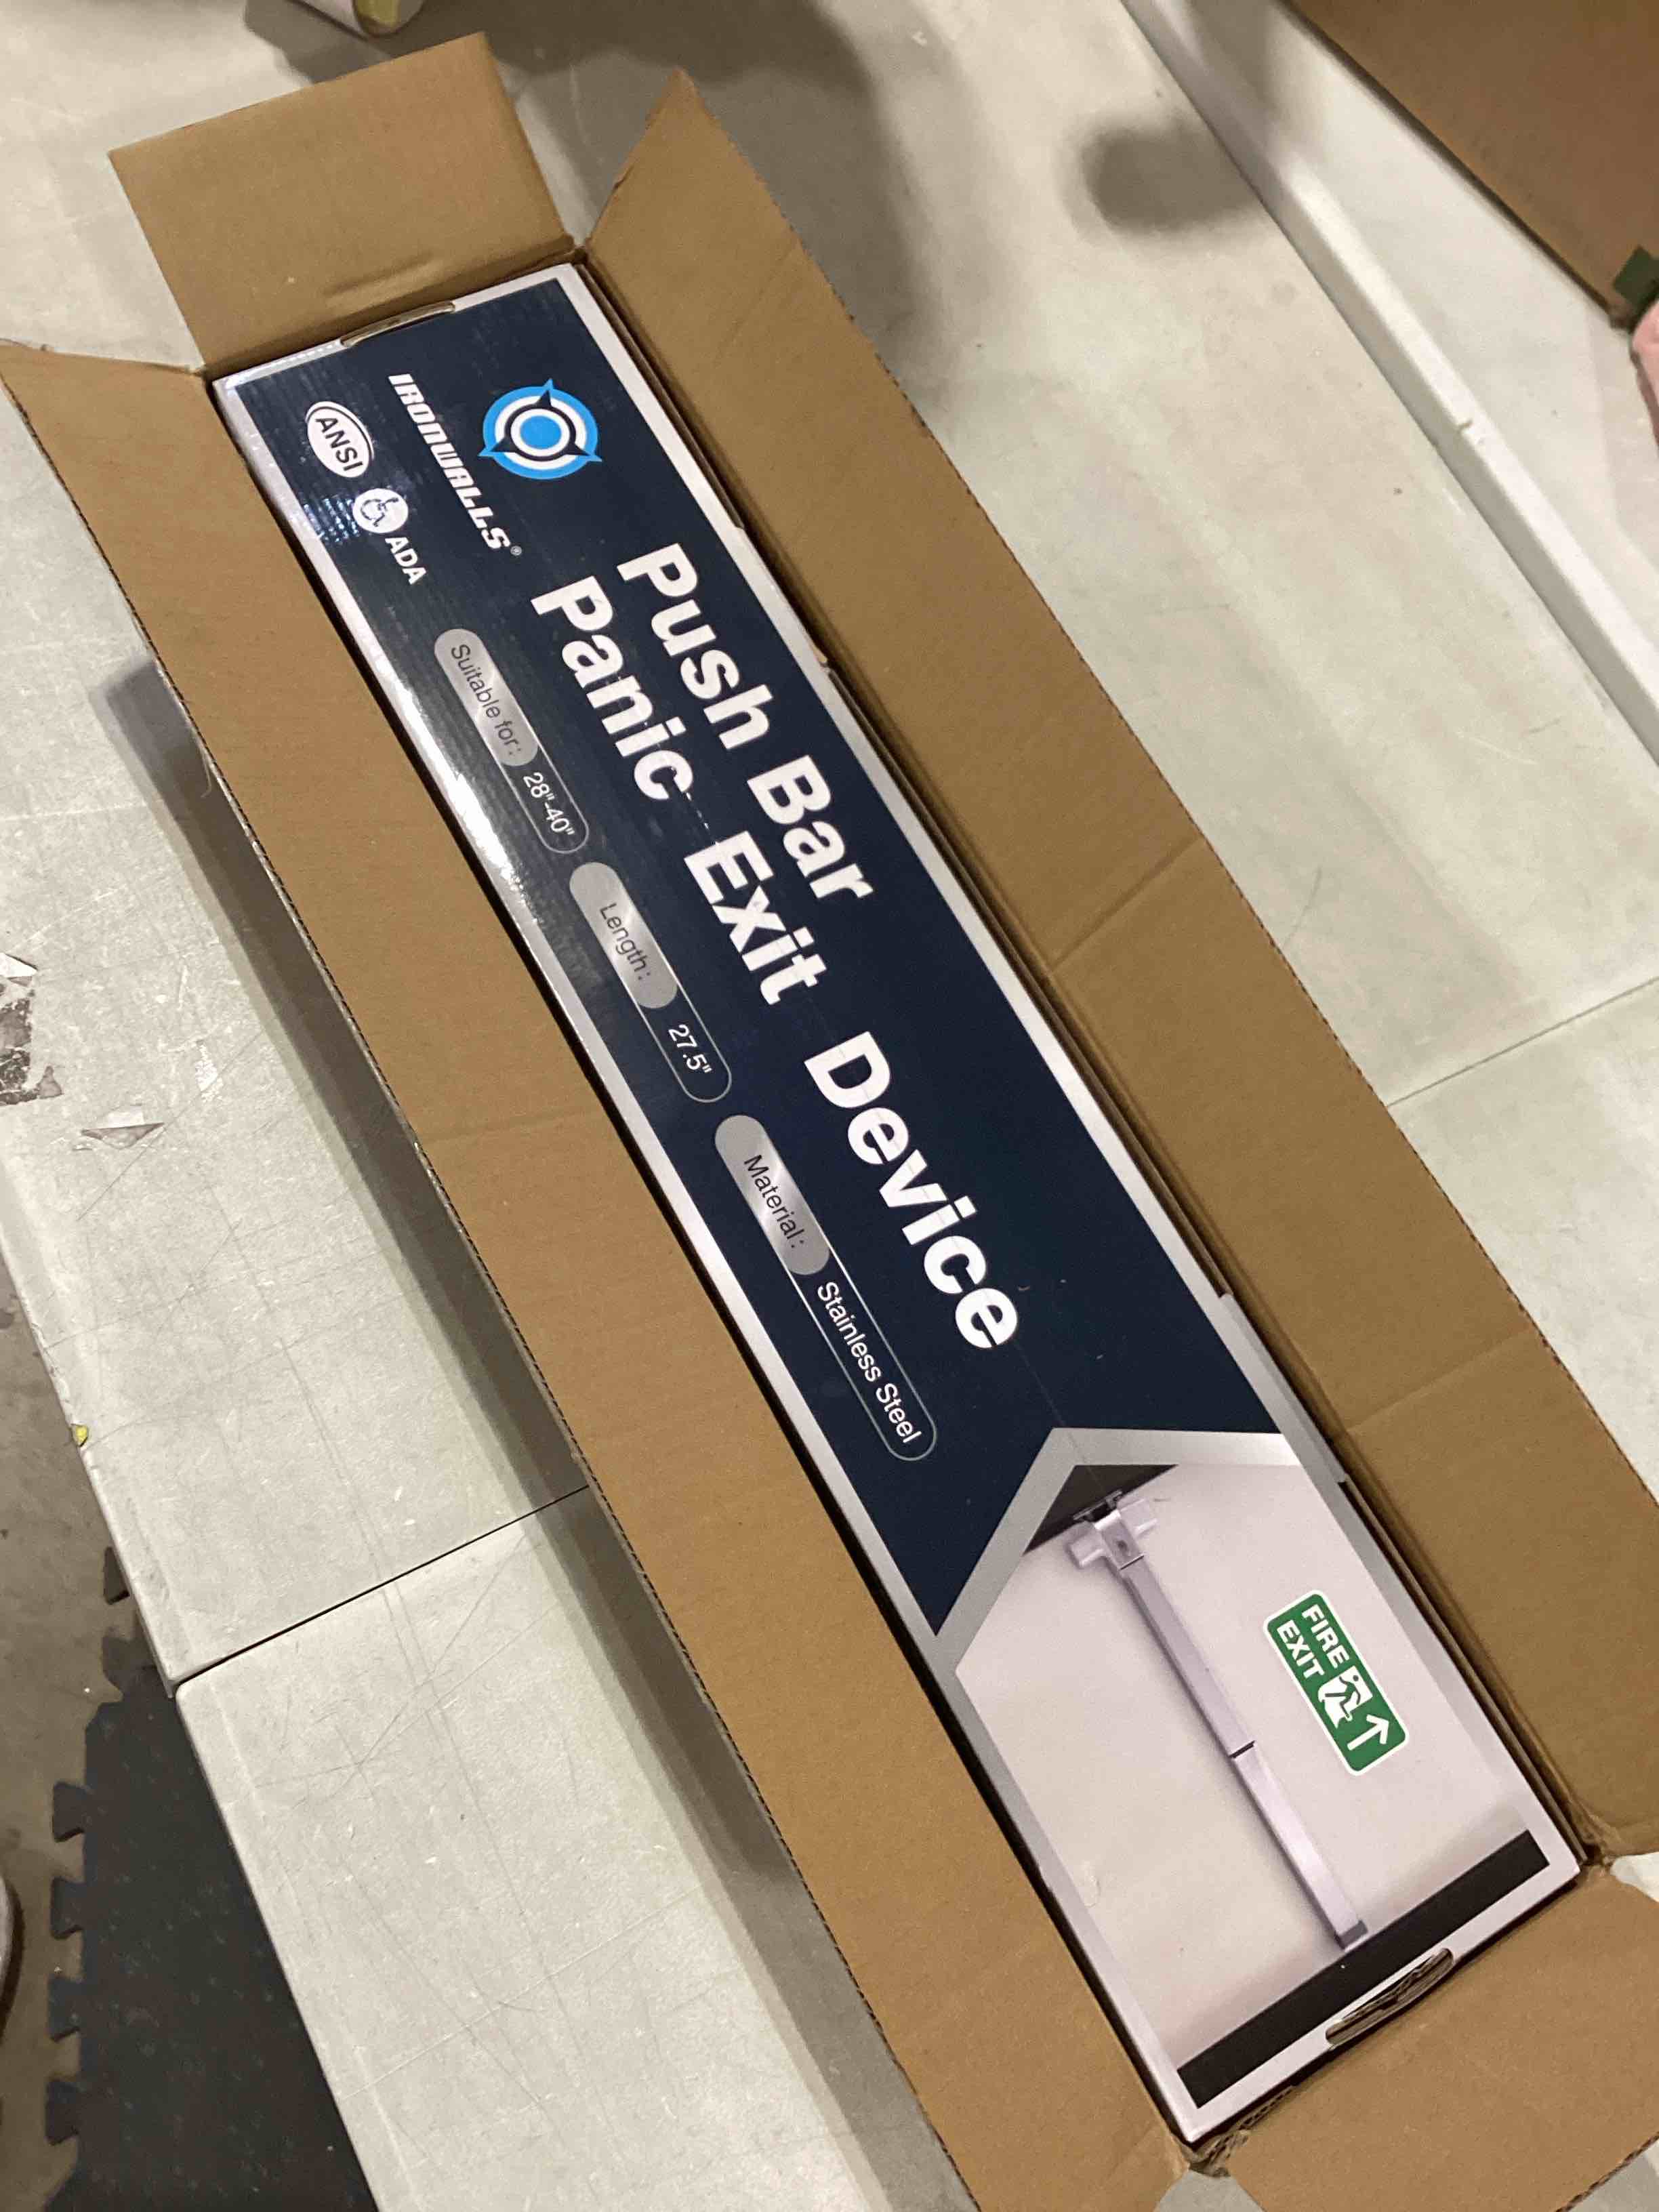 IRONWALLS®
ANSI
ADA
Push Bar
Panic Exit Device
Suitable for: 28"-40"
Length: 27.5"
Material: Stainless Steel
FIRE
EXIT